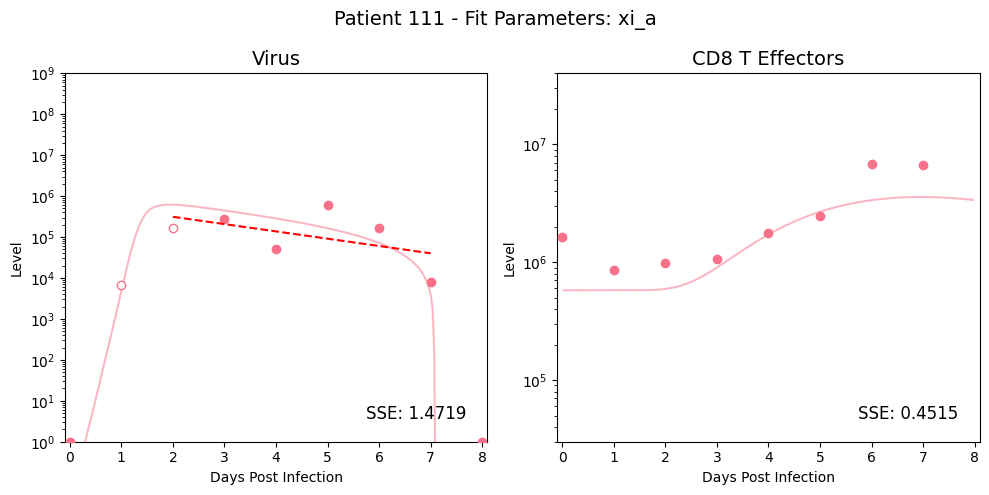 Patient 111 - Fit Parameters: xi_a
Virus
CD8 T Effectors
Level
10^9
10^8
10^7
10^6
10^5
10^4
10^3
10^2
10^1
10^0
SSE: 1.4719
0 1 2 3 4 5 6 7 8
Days Post Infection
Level
10^7
10^6
10^5
SSE: 0.4515
0 1 2 3 4 5 6 7 8
Days Post Infection